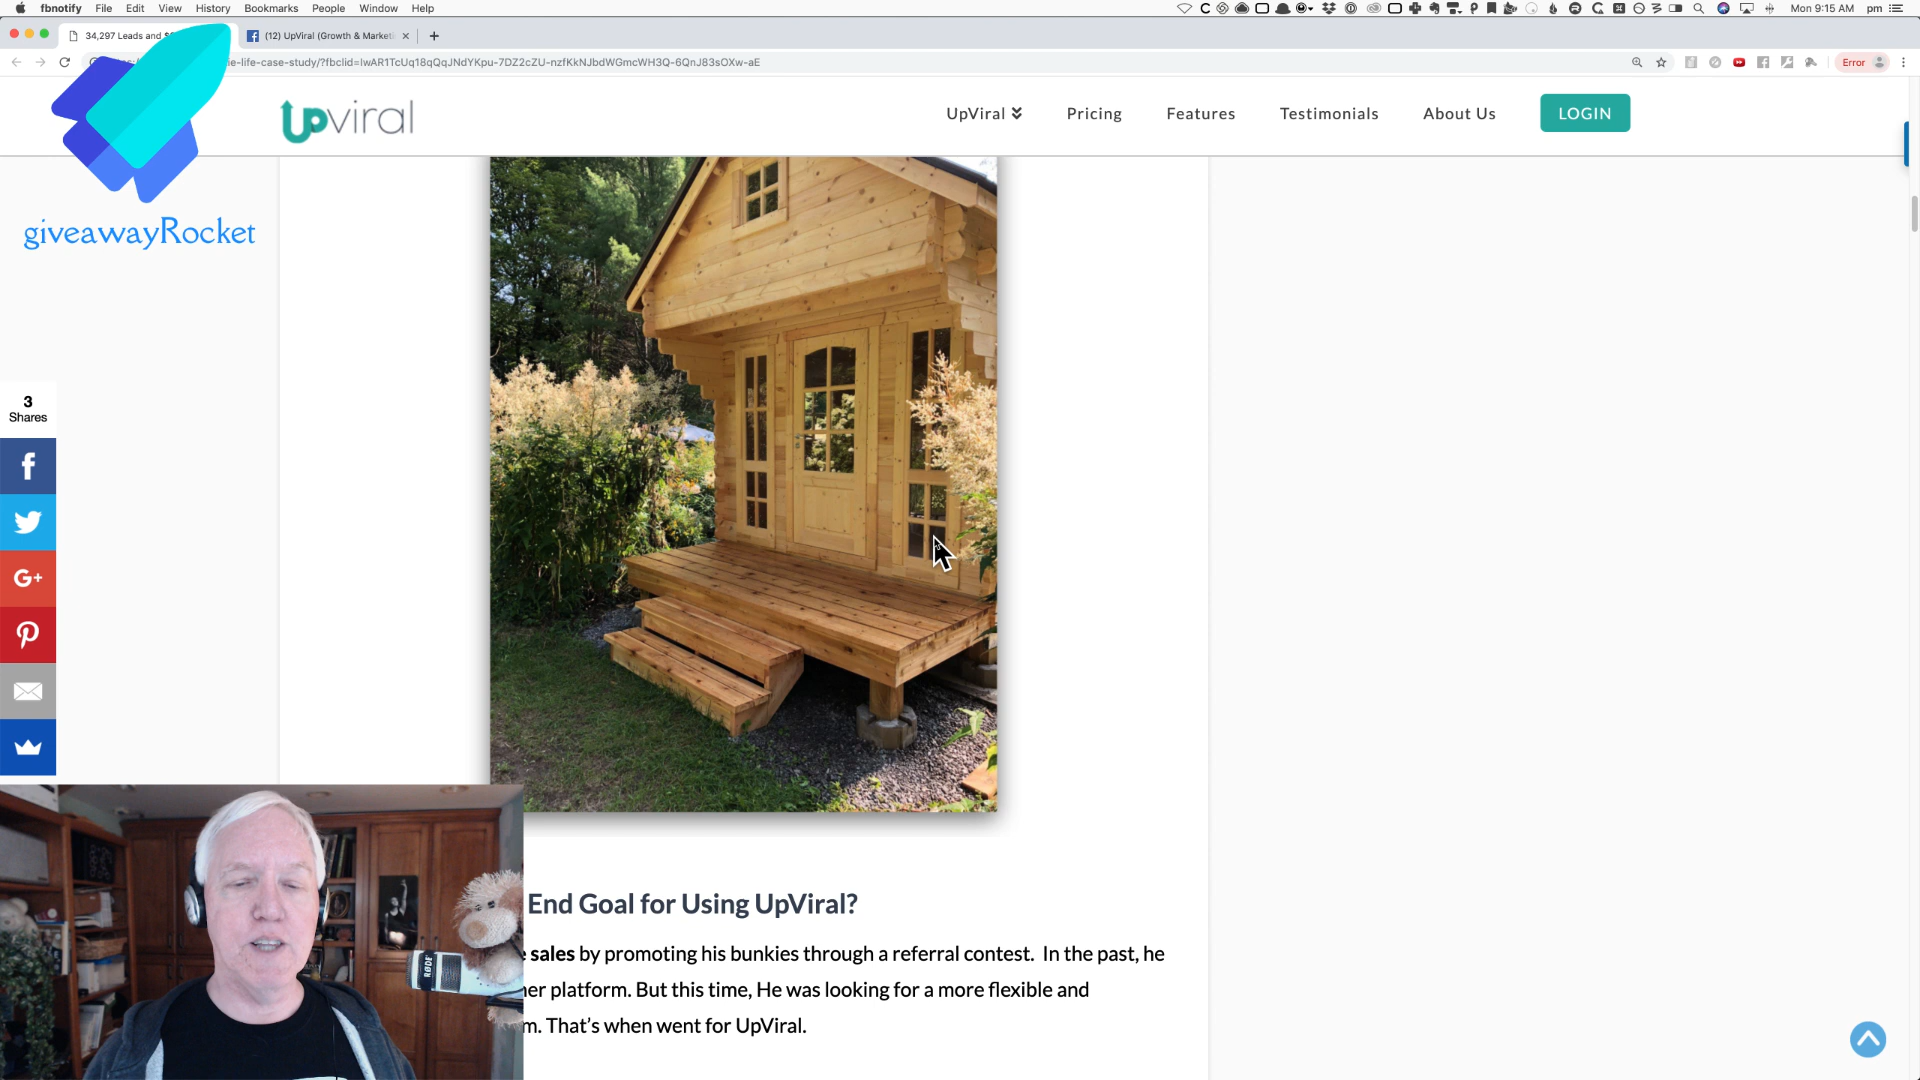 fbnotify File Edit View History Bookmarks People Window Help
Mon 9:15 AM pm
34,297 Leads and
(12) UpViral (Growth & Marketi
e-life-case-study/?fbclid=IwAR1TcUq18qQqJNdYKpu-7DZ2cZU-nzfKkNJbdWGmcWH3Q-6QnJ83sOXw-aE
Error
giveawayRocket
upviral
UpViral Pricing Features Testimonials About Us LOGIN
3
Shares
G+
RØDE
End Goal for Using UpViral?
sales by promoting his bunkies through a referral contest. In the past, he
platform. But this time, He was looking for a more flexible and
That's when went for UpViral.